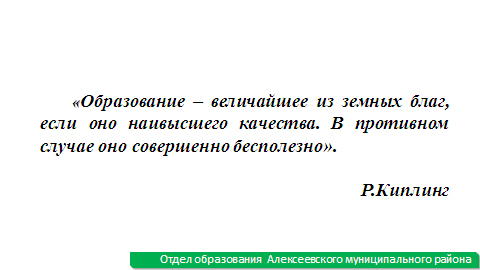 «Образование – величайшее из земных благ,
если оно наивысшего качества. В противном
случае оно совершенно бесполезно».
Р.Киплинг
Отдел образования Алексеевского муниципального района